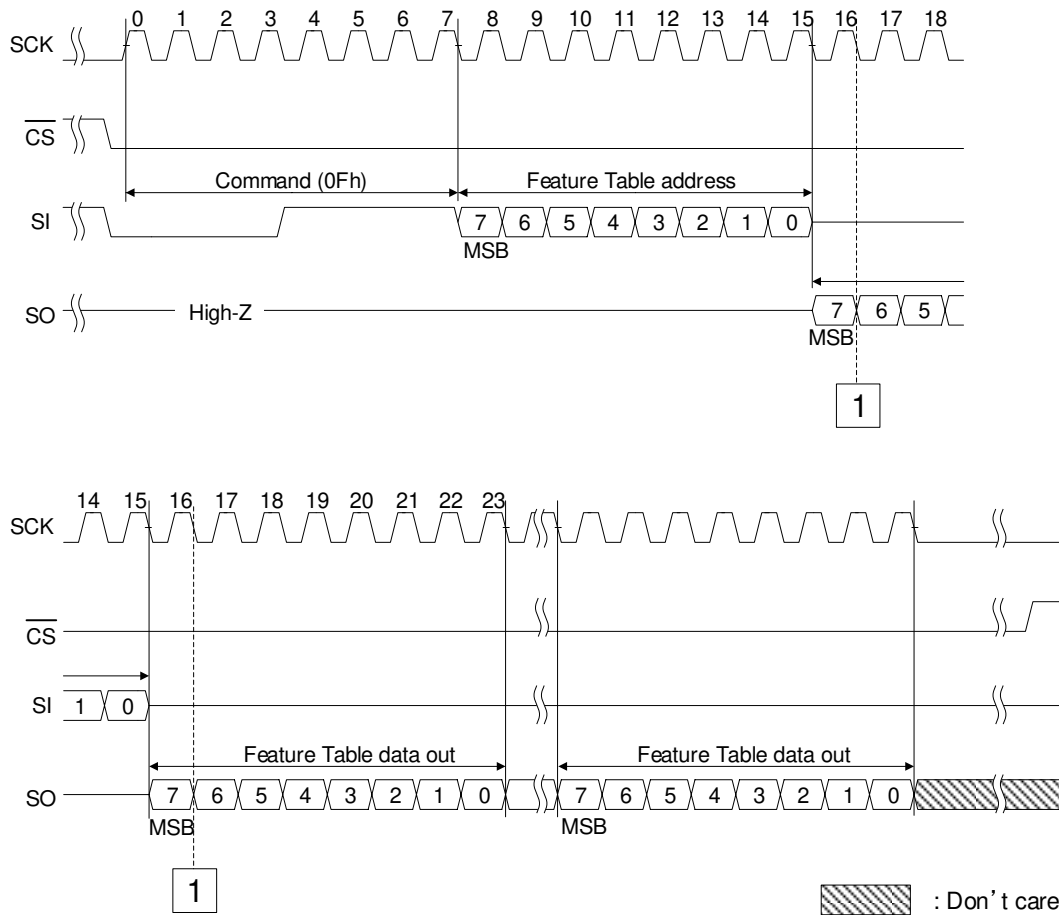 0 1 2 3 4 5 6 7 8 9 10 11 12 13 14 15 16 17 18
SCK
CS
Command (0Fh) Feature Table address
SI 7 6 5 4 3 2 1 0
MSB
SO High-Z 7 6 5
MSB
1
14 15 16 17 18 19 20 21 22 23
SCK
CS
SI 1 0
Feature Table data out Feature Table data out
SO 7 6 5 4 3 2 1 0 7 6 5 4 3 2 1 0
MSB MSB
1
: Don't care